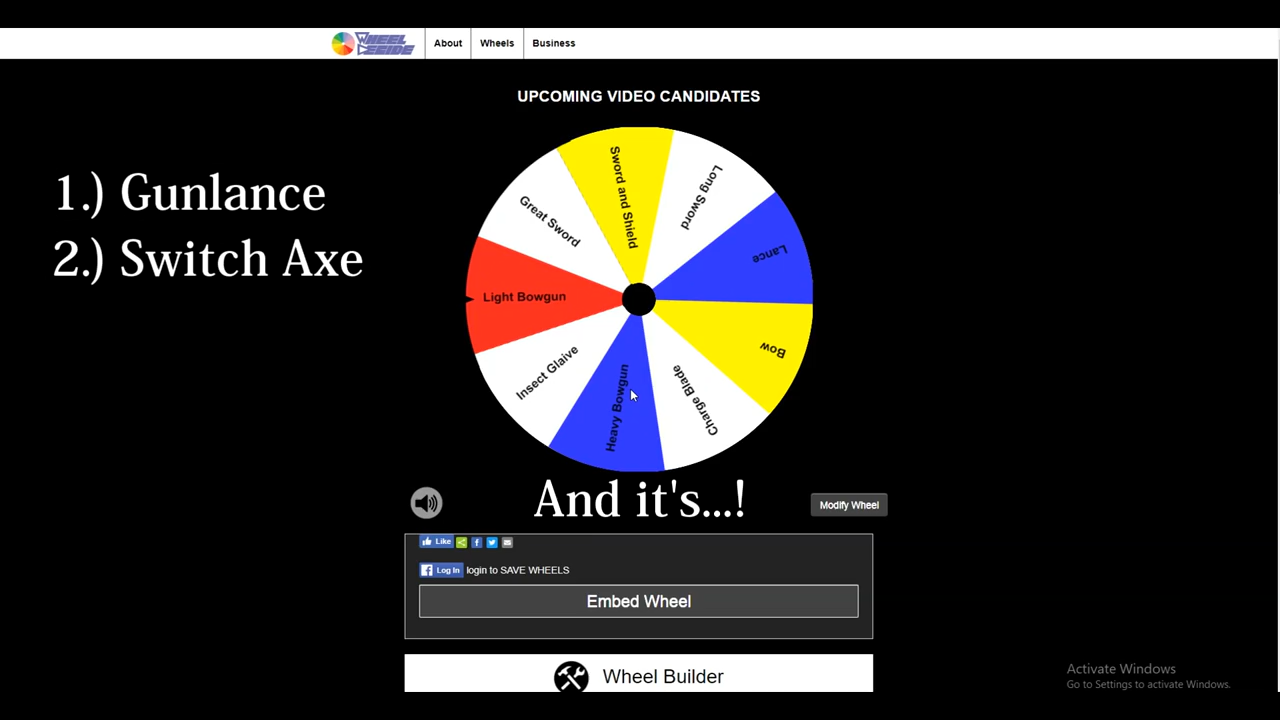 WHEEL DECIDE
About
Wheels
Business
UPCOMING VIDEO CANDIDATES
1.) Gunlance
2.) Switch Axe
Sword and Shield
Long Sword
Lance
Bow
Charge Blade
Heavy Bowgun
Insect Glaive
Light Bowgun
Great Sword
And it's...!
Modify Wheel
Like
Log In login to SAVE WHEELS
Embed Wheel
Wheel Builder
Activate Windows
Go to Settings to activate Windows.